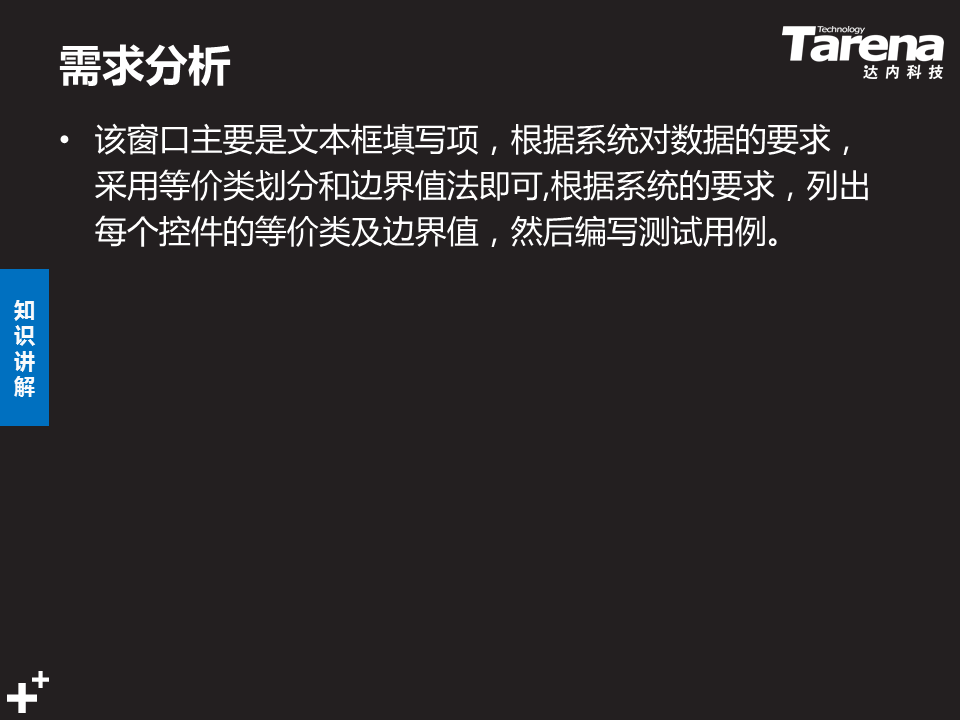 需求分析
Technology
Tarena
达内科技
• 该窗口主要是文本框填写项，根据系统对数据的要求，
采用等价类划分和边界值法即可,根据系统的要求，列出
每个控件的等价类及边界值，然后编写测试用例。
知
识
讲
解